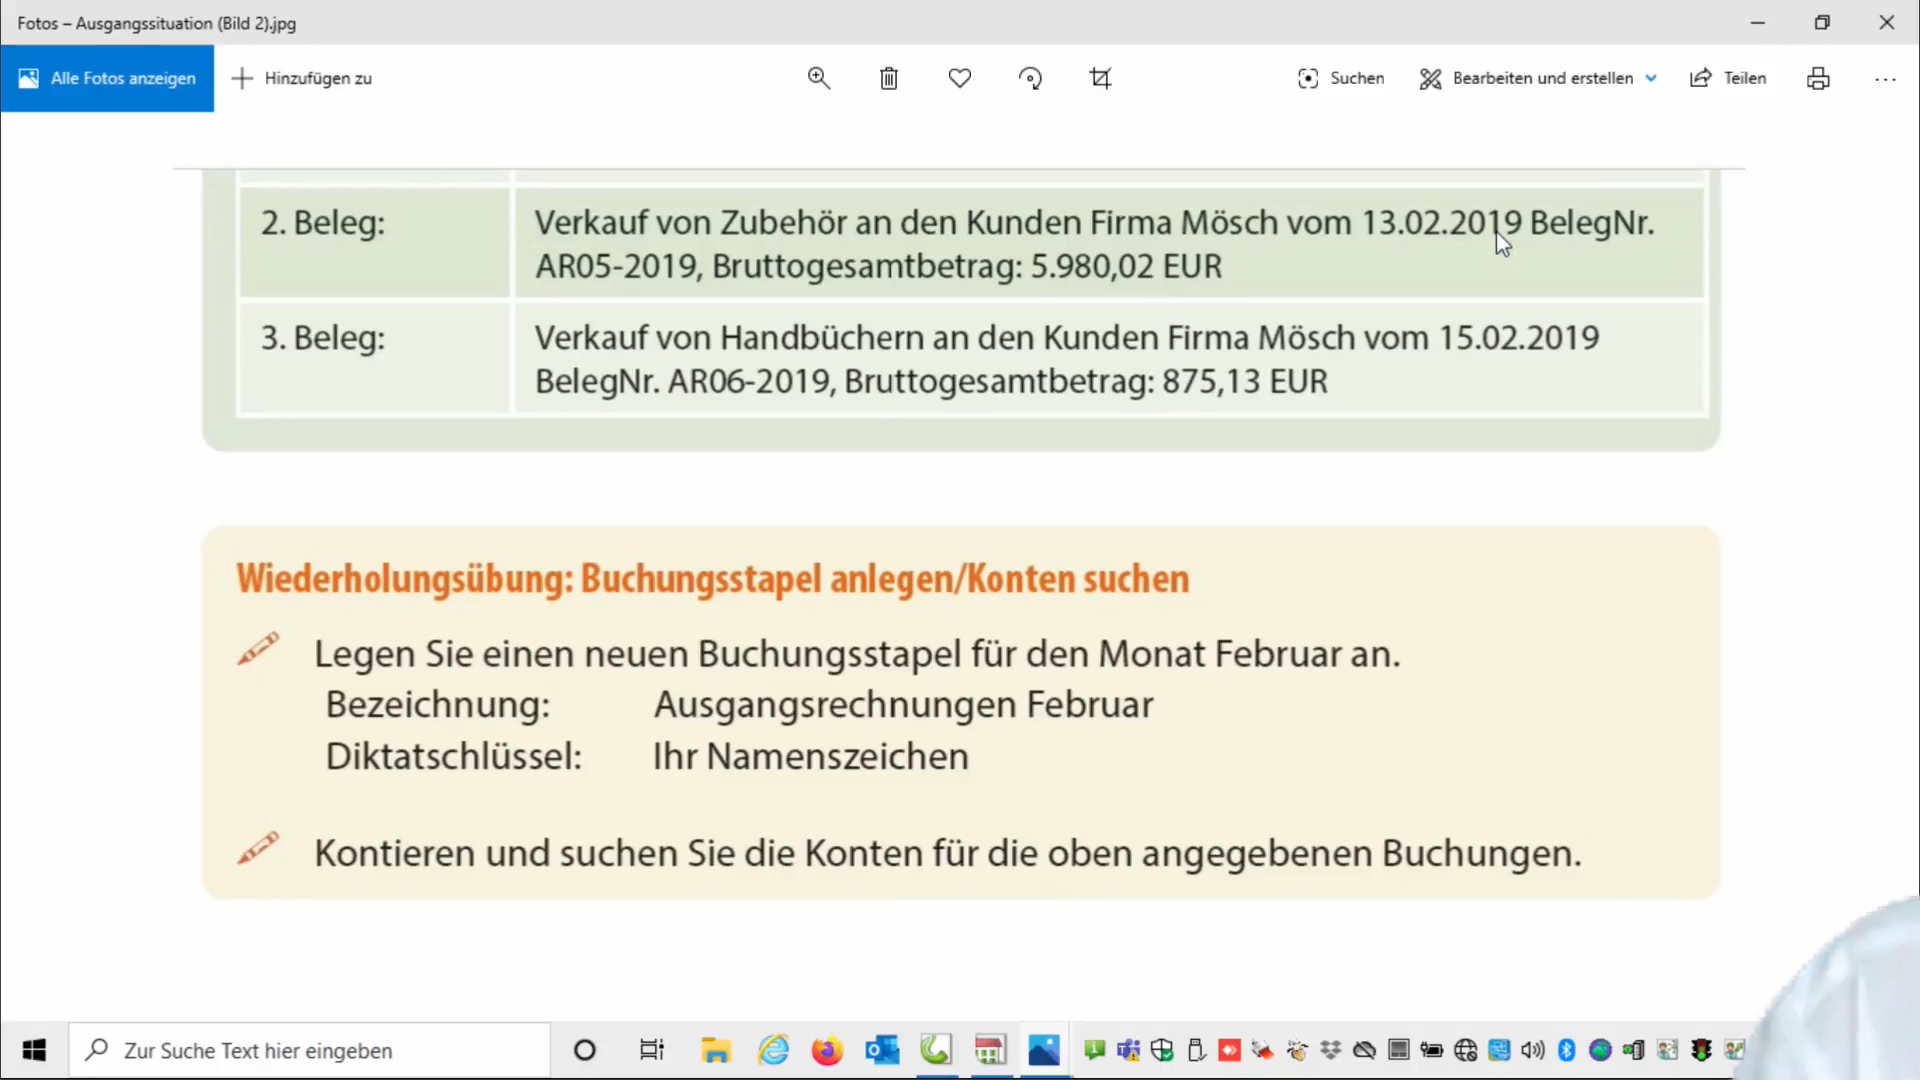 Fotos – Ausgangssituation (Bild 2).jpg
Alle Fotos anzeigen
Hinzufügen zu
Suchen
Bearbeiten und erstellen
Teilen
2. Beleg:
Verkauf von Zubehör an den Kunden Firma Mösch vom 13.02.2019 BelegNr.
AR05-2019, Bruttogesamtbetrag: 5.980,02 EUR
3. Beleg:
Verkauf von Handbüchern an den Kunden Firma Mösch vom 15.02.2019
BelegNr. AR06-2019, Bruttogesamtbetrag: 875,13 EUR
Wiederholungsübung: Buchungsstapel anlegen/Konten suchen
Legen Sie einen neuen Buchungsstapel für den Monat Februar an.
Bezeichnung: Ausgangsrechnungen Februar
Diktatschlüssel: Ihr Namenszeichen
Kontieren und suchen Sie die Konten für die oben angegebenen Buchungen.
Zur Suche Text hier eingeben